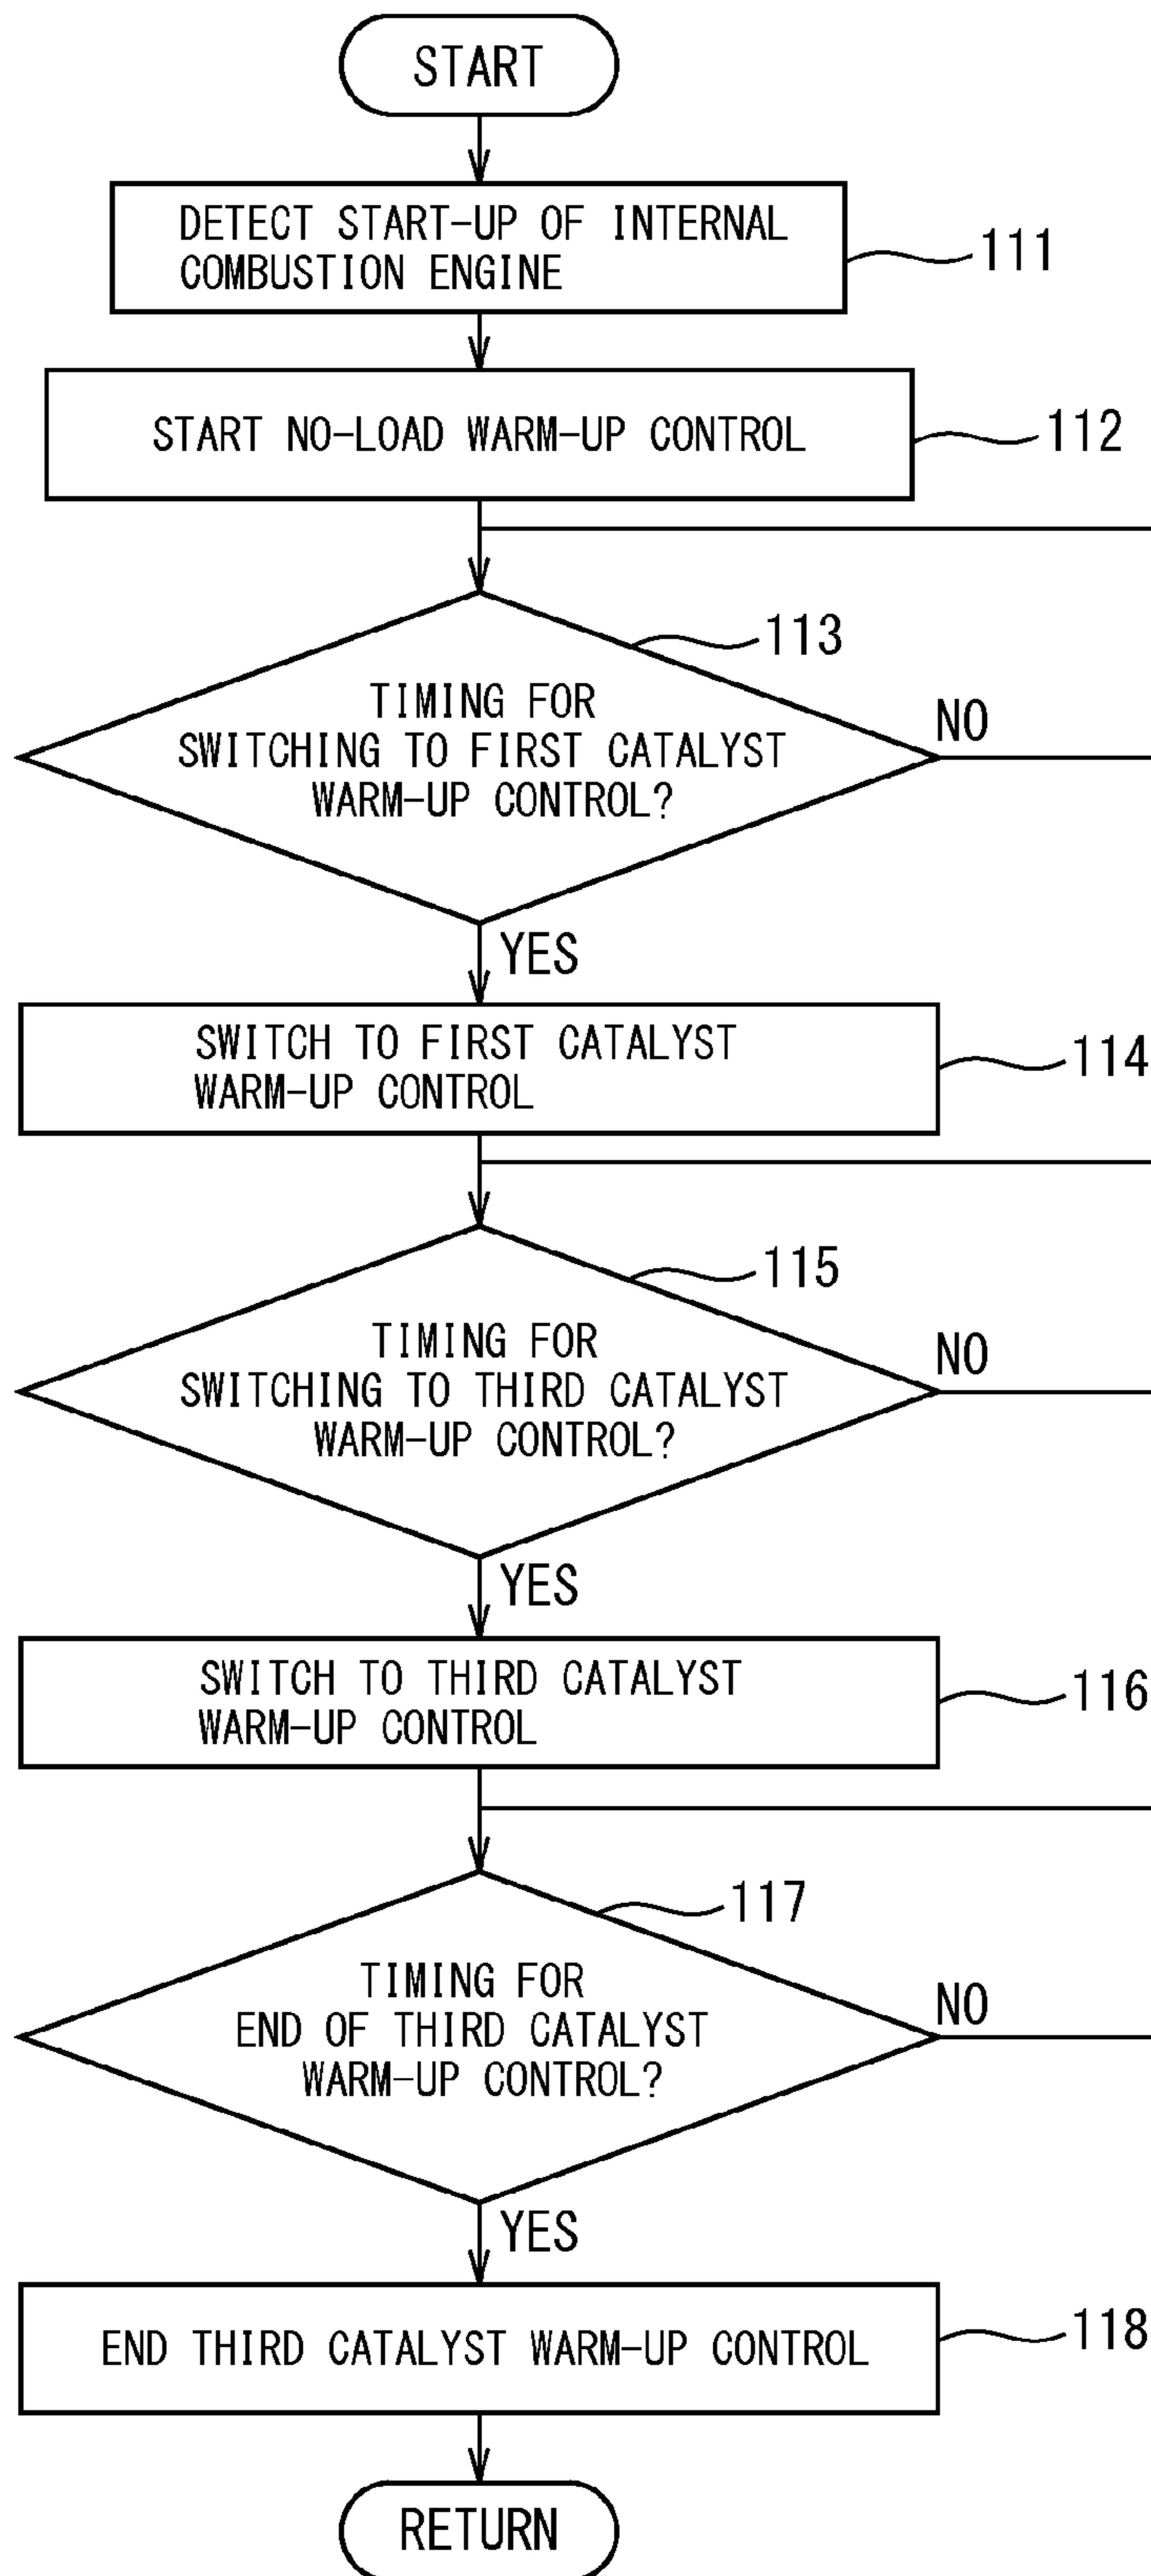 START
DETECT START-UP OF INTERNAL
COMBUSTION ENGINE
111
START NO-LOAD WARM-UP CONTROL
112
113
TIMING FOR
SWITCHING TO FIRST CATALYST
WARM-UP CONTROL?
NO
YES
SWITCH TO FIRST CATALYST
WARM-UP CONTROL
114
115
TIMING FOR
SWITCHING TO THIRD CATALYST
WARM-UP CONTROL?
NO
YES
SWITCH TO THIRD CATALYST
WARM-UP CONTROL
116
117
TIMING FOR
END OF THIRD CATALYST
WARM-UP CONTROL?
NO
YES
END THIRD CATALYST WARM-UP CONTROL
118
RETURN